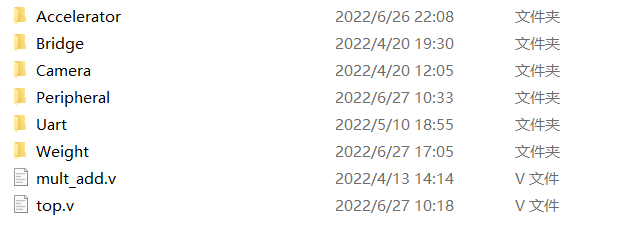 Accelerator 2022/6/26 22:08 文件夹
Bridge 2022/4/20 19:30 文件夹
Camera 2022/4/20 12:05 文件夹
Peripheral 2022/6/27 10:33 文件夹
Uart 2022/5/10 18:55 文件夹
Weight 2022/6/27 17:05 文件夹
mult_add.v 2022/4/13 14:14 V 文件
top.v 2022/6/27 10:18 V 文件